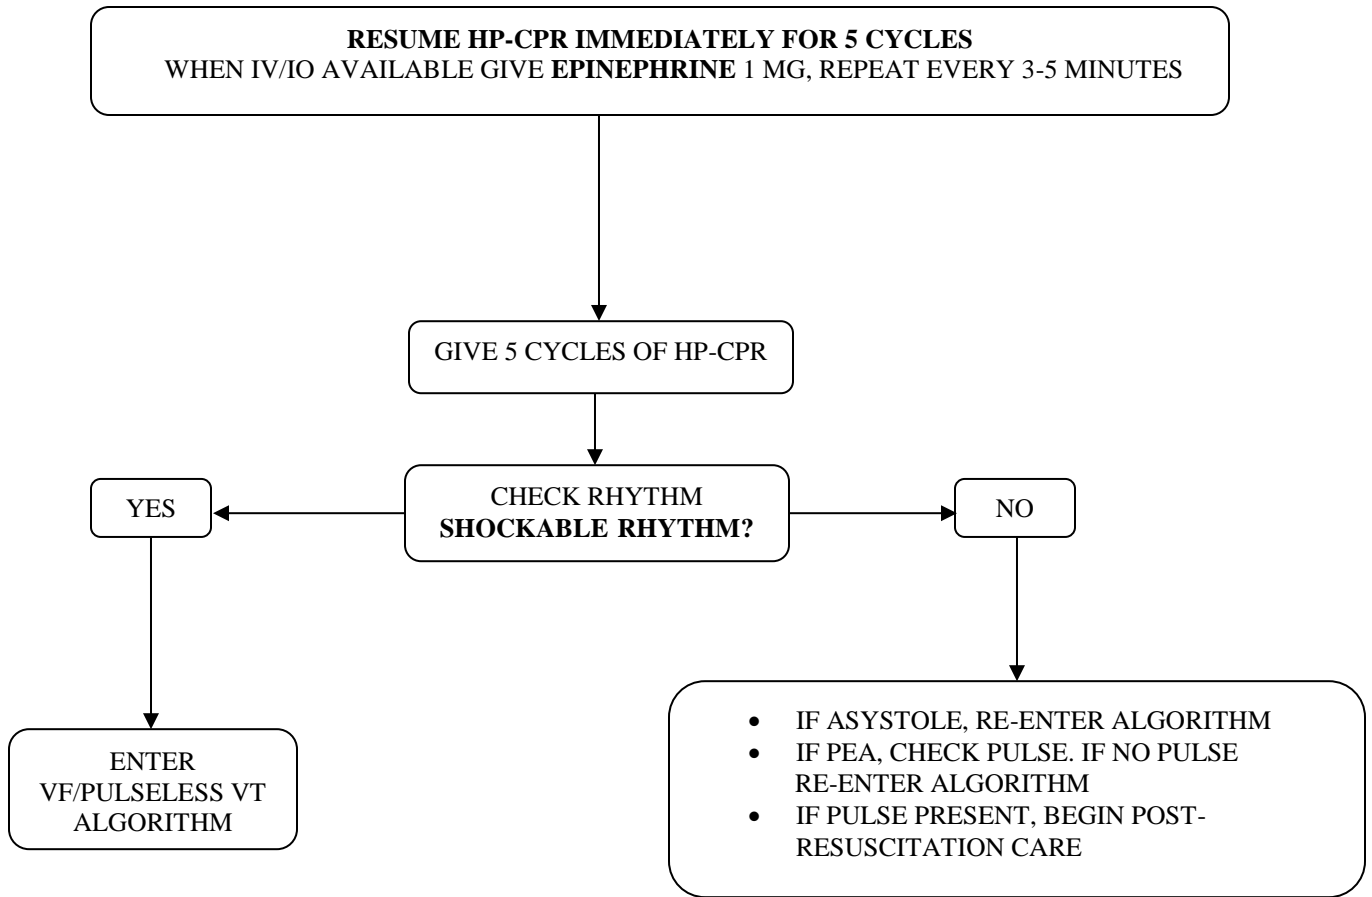 RESUME HP-CPR IMMEDIATELY FOR 5 CYCLES
WHEN IV/IO AVAILABLE GIVE EPINEPHRINE 1 MG, REPEAT EVERY 3-5 MINUTES
GIVE 5 CYCLES OF HP-CPR
YES
CHECK RHYTHM
SHOCKABLE RHYTHM?
NO
ENTER
VF/PULSELESS VT
ALGORITHM
• IF ASYSTOLE, RE-ENTER ALGORITHM
• IF PEA, CHECK PULSE. IF NO PULSE
RE-ENTER ALGORITHM
• IF PULSE PRESENT, BEGIN POST-
RESUSCITATION CARE